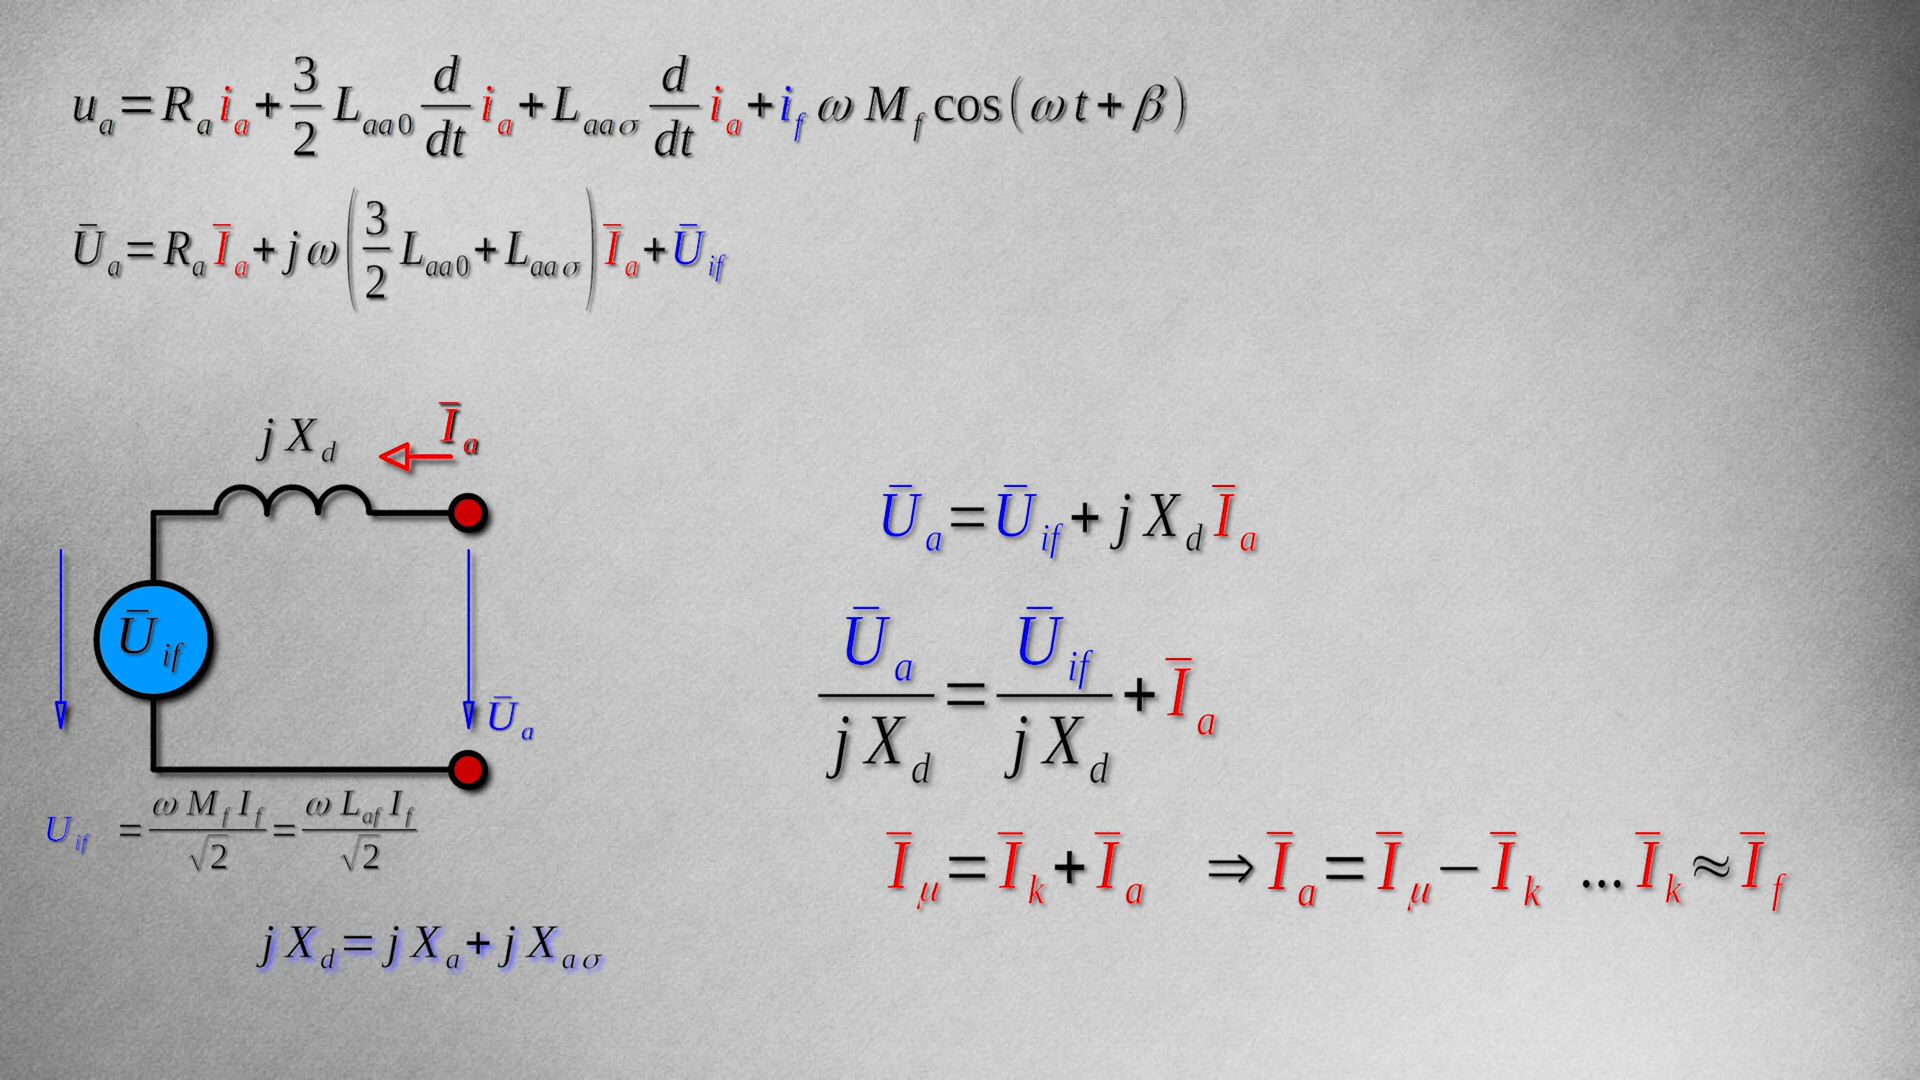 u_a = R_a i_a + 3/2 L_aa0 d/dt i_a + L_aaσ d/dt i_a + i_f ω M_f cos(ω t + β)
Ū_a = R_a Ī_a + j ω (3/2 L_aa0 + L_aaσ) Ī_a + Ū_if
j X_d
Ī_a
Ū_if
Ū_a
U_if = ω M_f I_f / √2 = ω L_af I_f / √2
j X_d = j X_a + j X_aσ
Ū_a = Ū_if + j X_d Ī_a
Ū_a / j X_d = Ū_if / j X_d + Ī_a
Ī_μ = Ī_k + Ī_a ⇒ Ī_a = Ī_μ − Ī_k ... Ī_k ≈ Ī_f